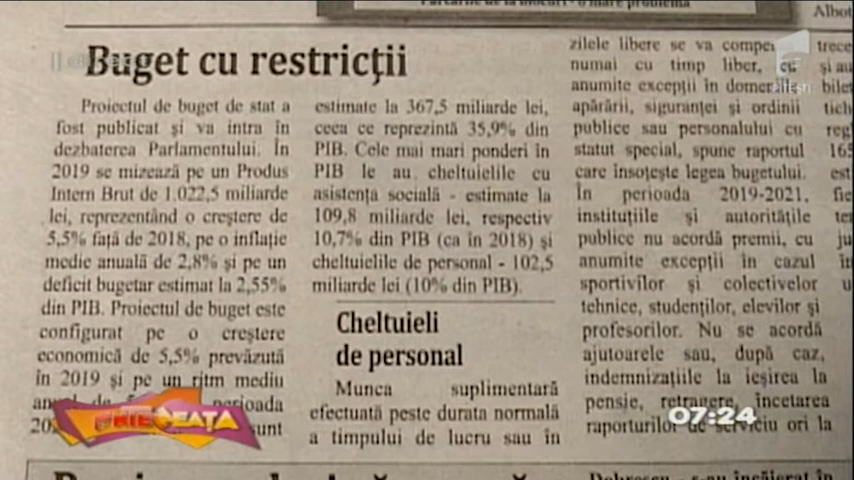 Buget cu restricții
Proiectul de buget de stat a
fost publicat și va intra în
dezbaterea Parlamentului. În
2019 se mizează pe un Produs
Intern Brut de 1.022,5 miliarde
lei, reprezentând o creștere de
5,5% față de 2018, pe o inflație
medie anuală de 2,8% și pe un
deficit bugetar estimat la 2,55%
din PIB. Proiectul de buget este
configurat pe o creștere
economică de 5,5% prevăzută
în 2019 și pe un ritm mediu
perioada
sunt
estimate la 367,5 miliarde lei,
ceea ce reprezintă 35,9% din
PIB. Cele mai mari ponderi în
PIB le au cheltuielile cu
asistența socială - estimate la
109,8 miliarde lei, respectiv
10,7% din PIB (ca în 2018) și
cheltuielile de personal - 102,5
miliarde lei (10% din PIB).
Cheltuieli
de personal
Munca suplimentară
efectuată peste durata normală
a timpului de lucru sau în
zilele libere se va
numai cu timp liber, cu
anumite excepții în
apărării, siguranței și ordinii
publice sau personalului cu
statut special, spune raportul
care însoțește legea bugetului.
În perioada 2019-2021,
instituțiile și autoritățile
publice nu acordă premii, cu
anumite excepții în cazul
sportivilor și colectivelor
tehnice, studenților, elevilor și
profesorilor. Nu se acordă
ajutoarele sau, după caz,
indemnizațiile la ieșirea la
pensie, retragere, încetarea
raporturilor de serviciu ori la
07:24